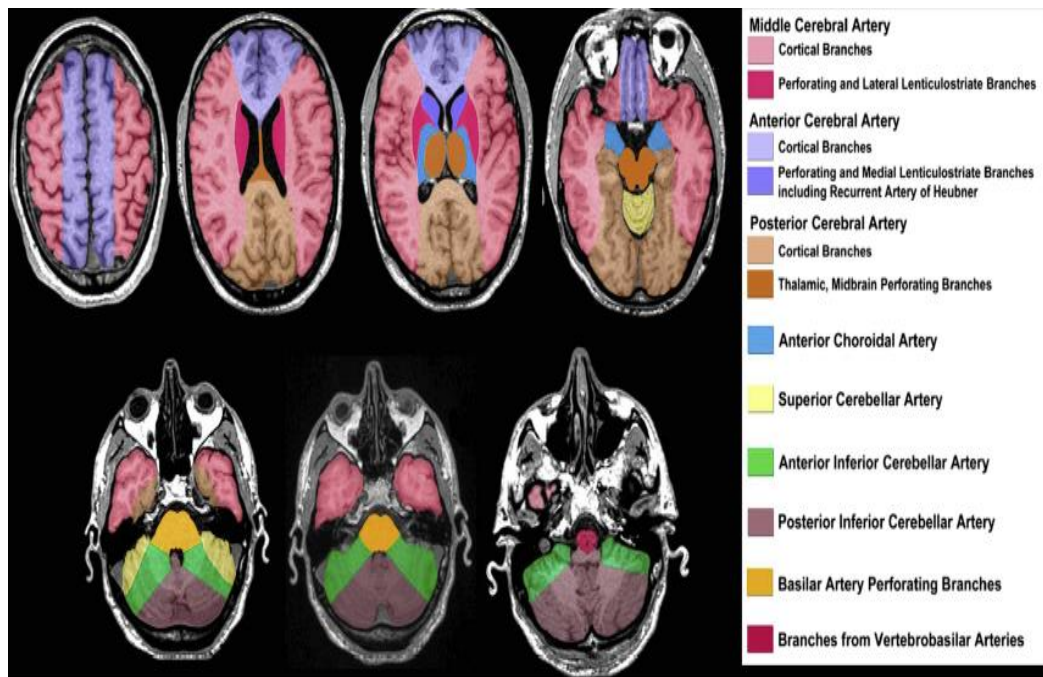 Middle Cerebral Artery
Cortical Branches
Perforating and Lateral Lenticulostriate Branches
Anterior Cerebral Artery
Cortical Branches
Perforating and Medial Lenticulostriate Branches
including Recurrent Artery of Heubner
Posterior Cerebral Artery
Cortical Branches
Thalamic, Midbrain Perforating Branches
Anterior Choroidal Artery
Superior Cerebellar Artery
Anterior Inferior Cerebellar Artery
Posterior Inferior Cerebellar Artery
Basilar Artery Perforating Branches
Branches from Vertebrobasilar Arteries